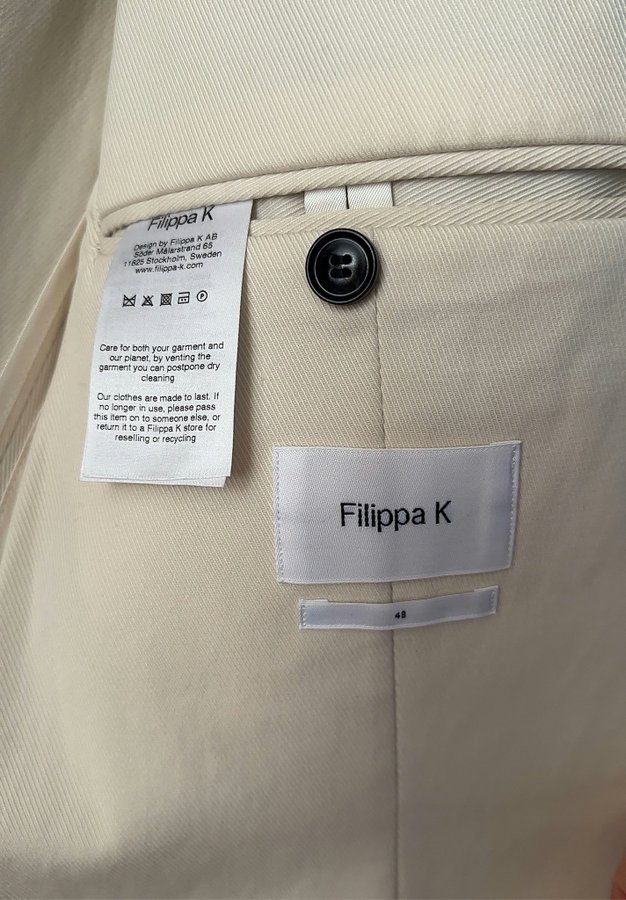 Filippa K
Design by Filippa K AB
Söder Mälarstrand 65
11825 Stockholm, Sweden
www.filippa-k.com
P
Care for both your garment and
our planet, by venting the
garment you can postpone dry
cleaning
Our clothes are made to last. If
no longer in use, please pass
this item on to someone else, or
return it to a Filippa K store for
reselling or recycling
Filippa K
48